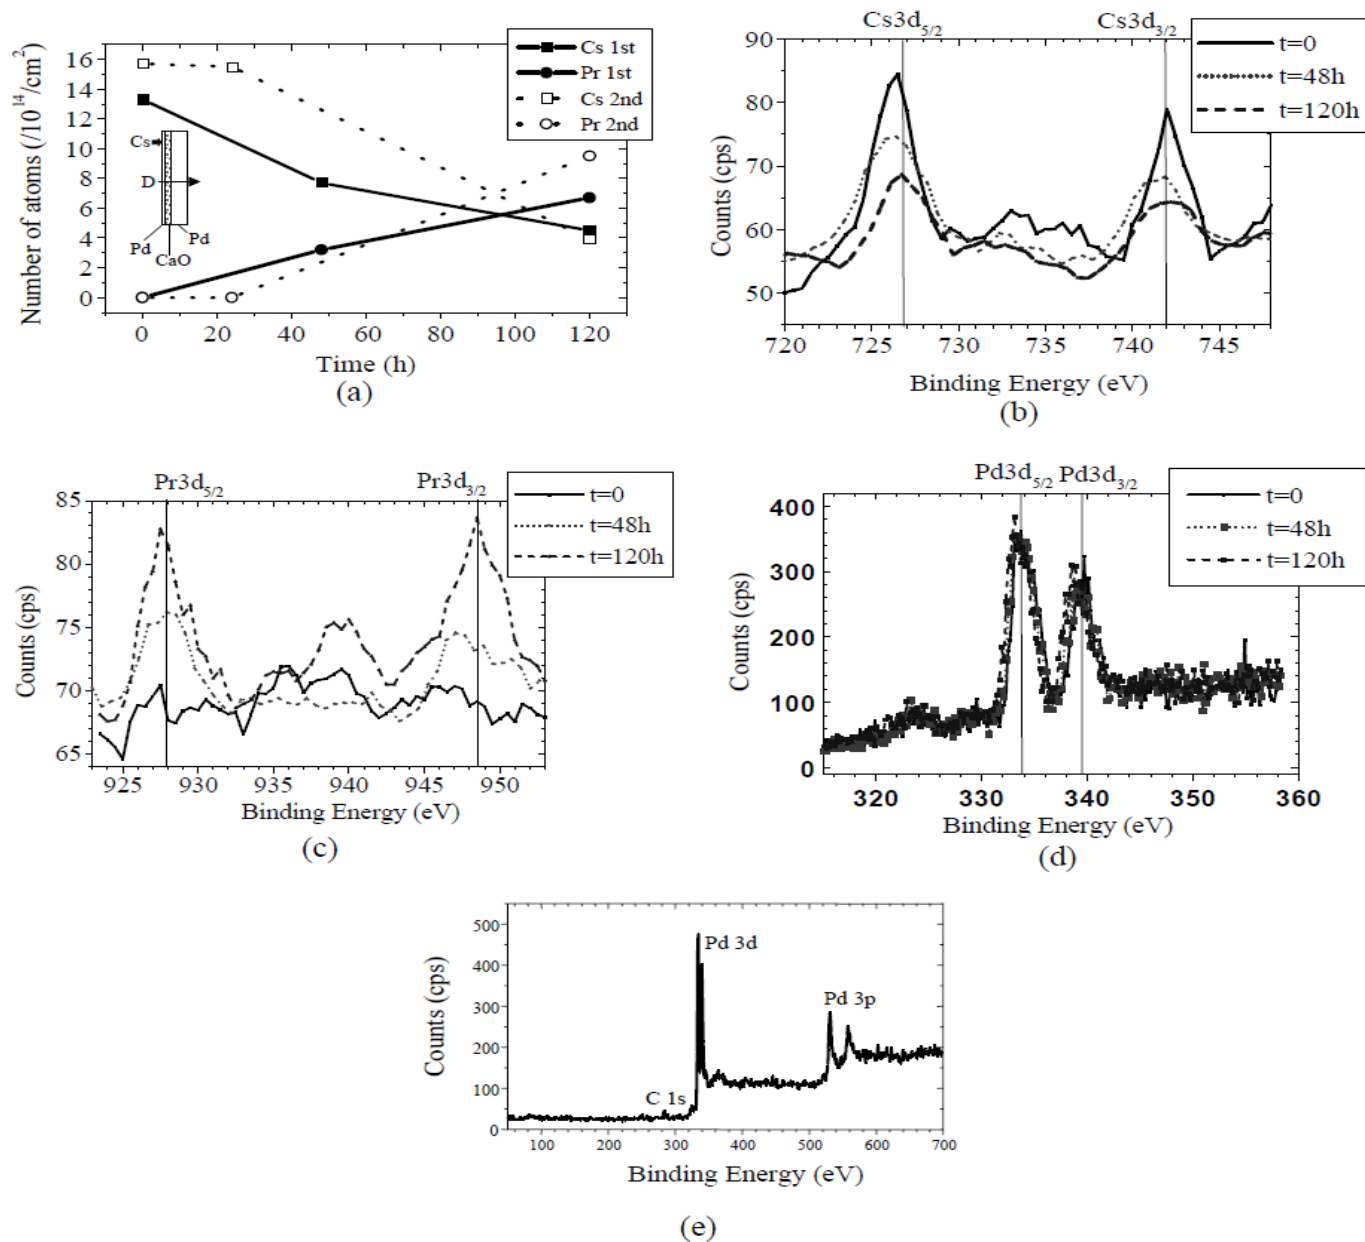 Number of atoms (/10^14/cm^2)
16
14
12
10
8
6
4
2
0
0 20 40 60 80 100 120
Time (h)
Cs 1st
Pr 1st
Cs 2nd
Pr 2nd
Cs
D
Pd Pd
CaO
(a)
Cs3d5/2 Cs3d3/2
t=0
t=48h
t=120h
Counts (cps)
90
80
70
60
50
720 725 730 735 740 745
Binding Energy (eV)
(b)
Pr3d5/2 Pr3d3/2
t=0
t=48h
t=120h
Counts (cps)
85
80
75
70
65
925 930 935 940 945 950
Binding Energy (eV)
(c)
Pd3d5/2 Pd3d3/2
t=0
t=48h
t=120h
Counts (cps)
400
300
200
100
0
320 330 340 350 360
Binding Energy (eV)
(d)
Counts (cps)
500
400
300
200
100
0
Pd 3d
Pd 3p
C 1s
100 200 300 400 500 600 700
Binding Energy (eV)
(e)